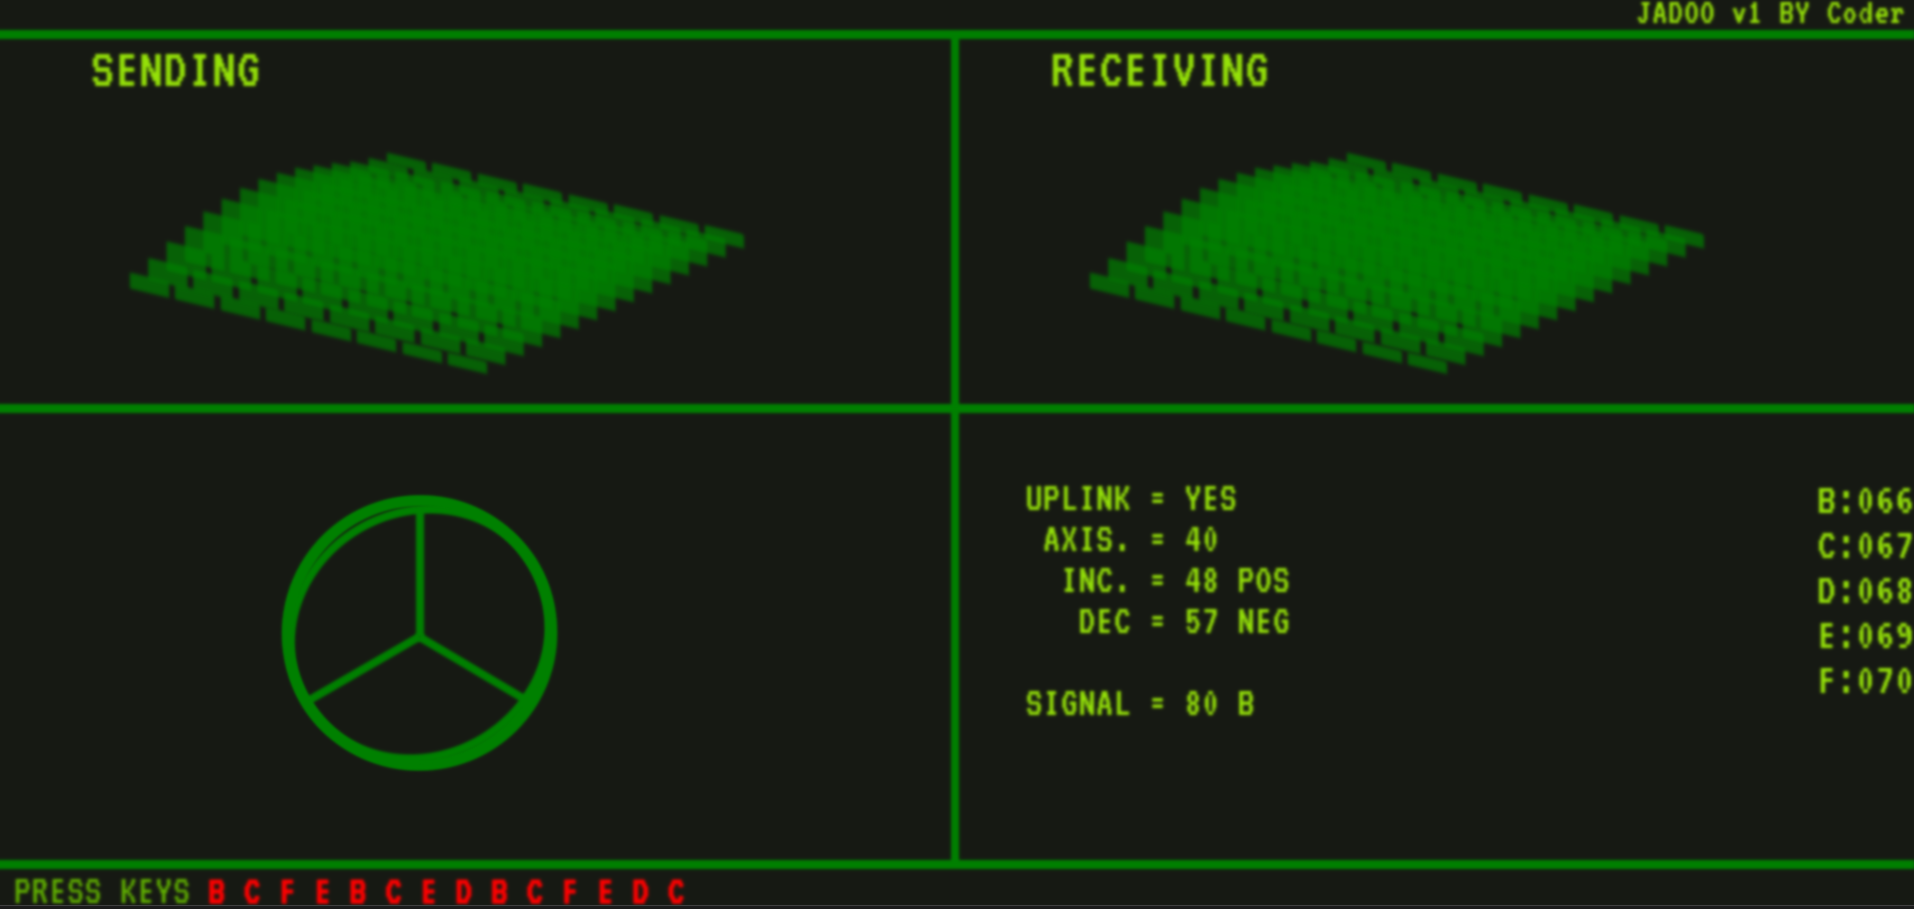 JADOO v1 BY Coder
SENDING
RECEIVING
UPLINK = YES
AXIS. = 40
INC. = 48 POS
DEC = 57 NEG
SIGNAL = 80 B
B:066
C:067
D:068
E:069
F:070
PRESS KEYS B C F E B C E D B C F E D C